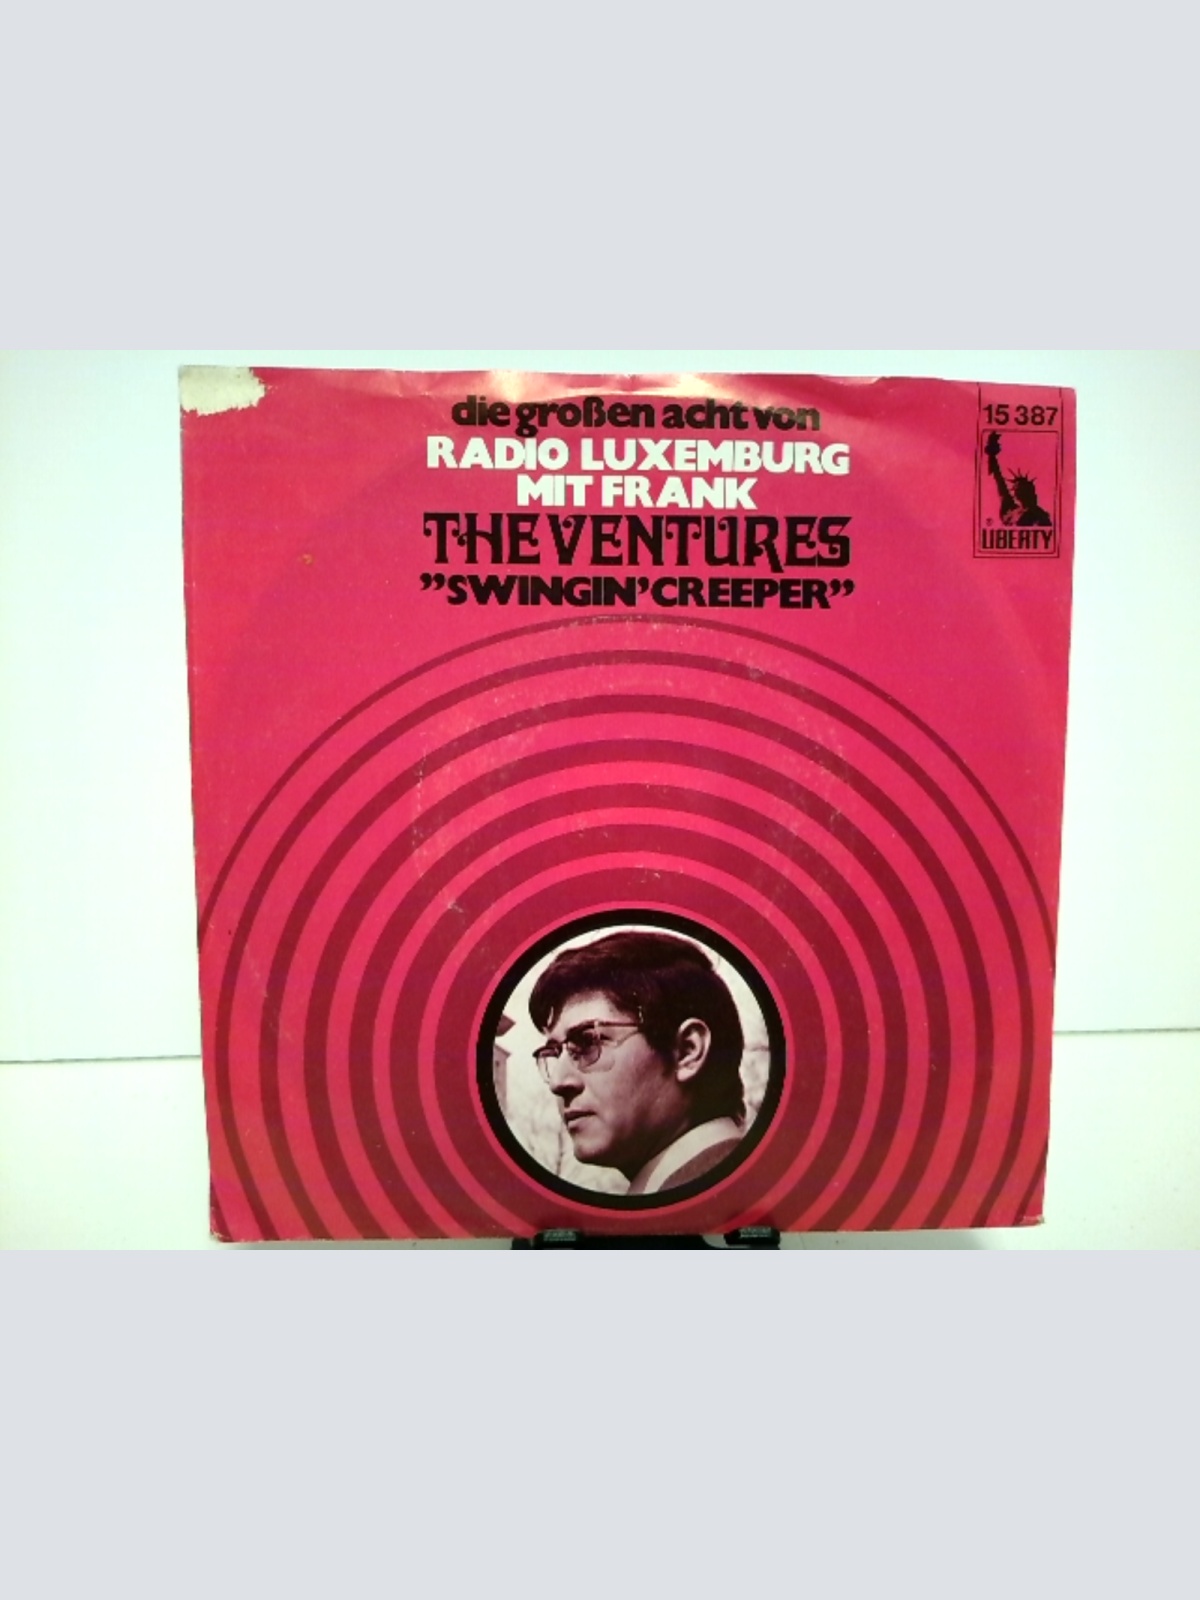 die großen acht von
RADIO LUXEMBURG
MIT FRANK
THE VENTURES
”SWINGIN’ CREEPER”
15 387
®
LIBERTY